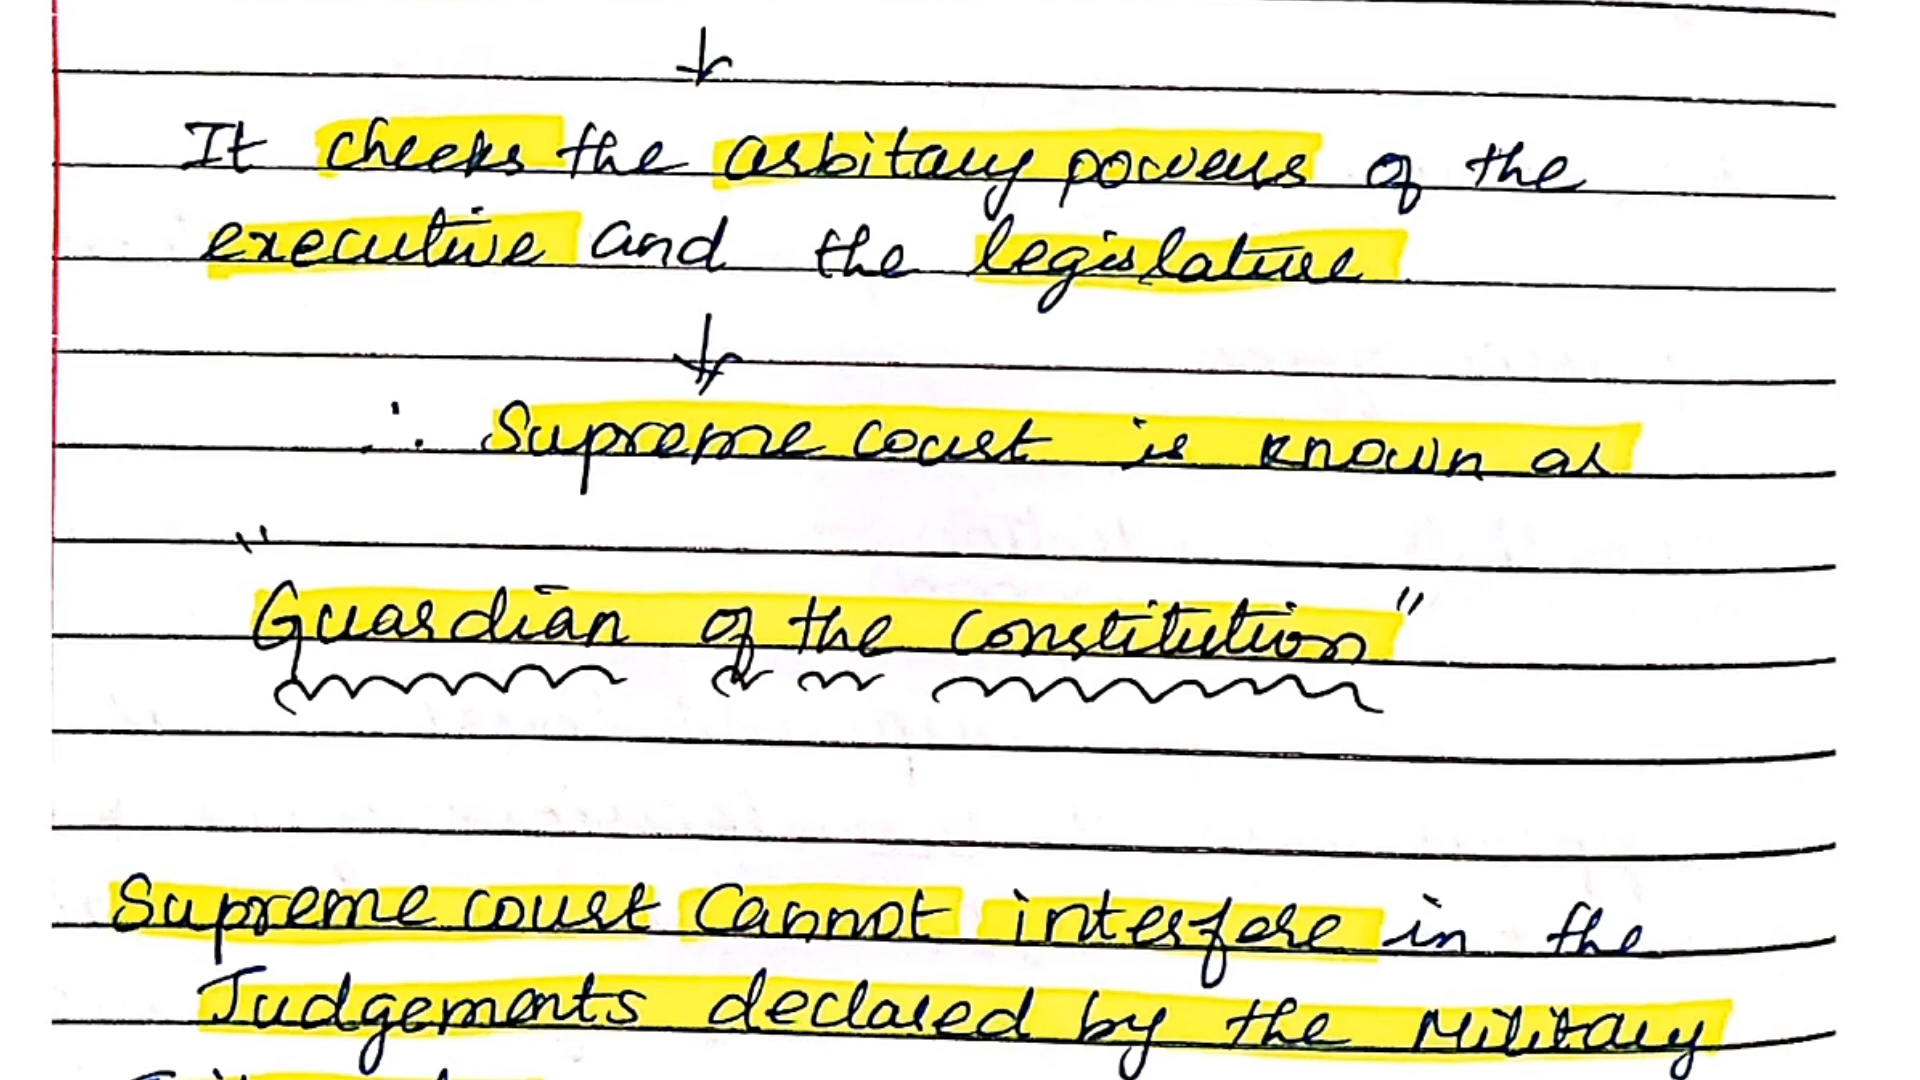 It checks the arbitary powers of the
executive and the legislature
∴ Supreme court is known as
"
Guardian of the constitution"
Supreme court Cannot interfere in the
Judgements declared by the Military